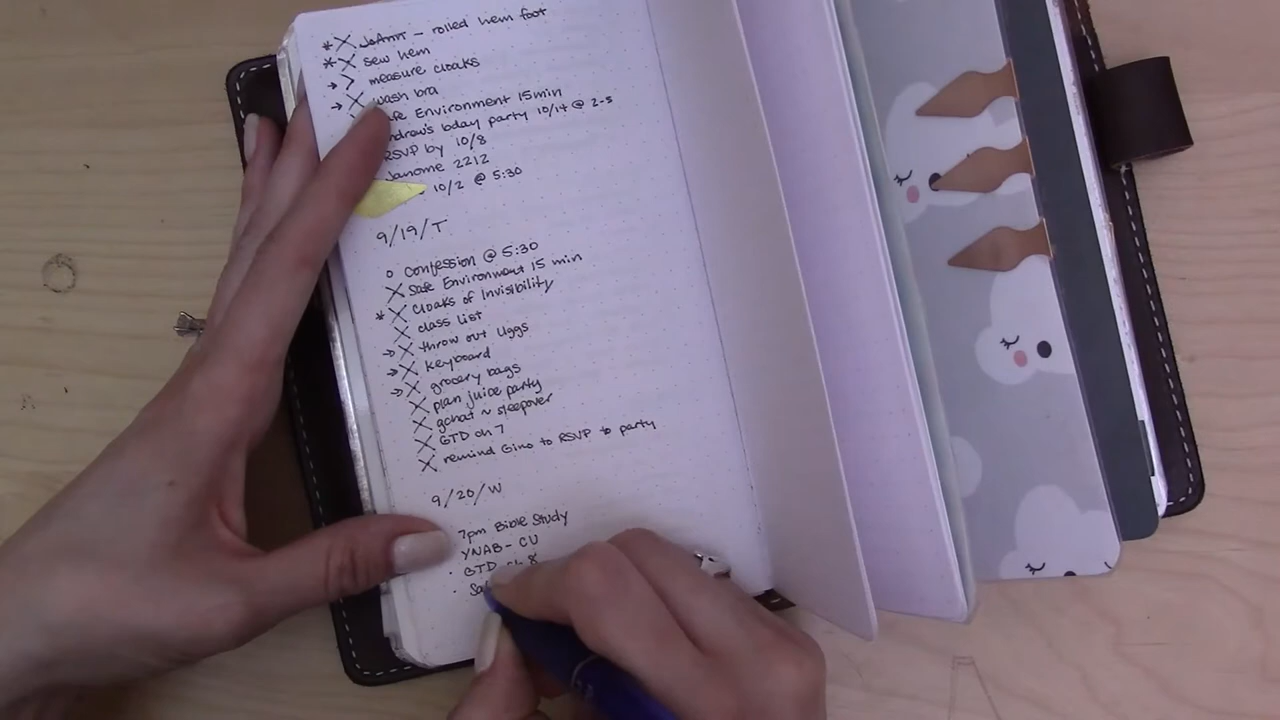 * X JoAnn - rolled hem foot
* X sew hem
→ > measure cloaks
→ X wash bra
Environment 15min
bday party 10/14 @ 2-5
RSVP by 10/8
Janome 2212
10/2 @ 5:30
9/19/T
o confession @ 5:30
X Safe Environment 15 min
* X Cloaks of Invisibility
X class list
→ X throw out Uggs
→ X keyboard
→ X grocery bags
X plan juice party
X gchat ~ sleepover
X GTD ch 7
X remind Gino to RSVP to party
9/20/W
7pm Bible Study
YNAB - CU
· GTD ch 8
·